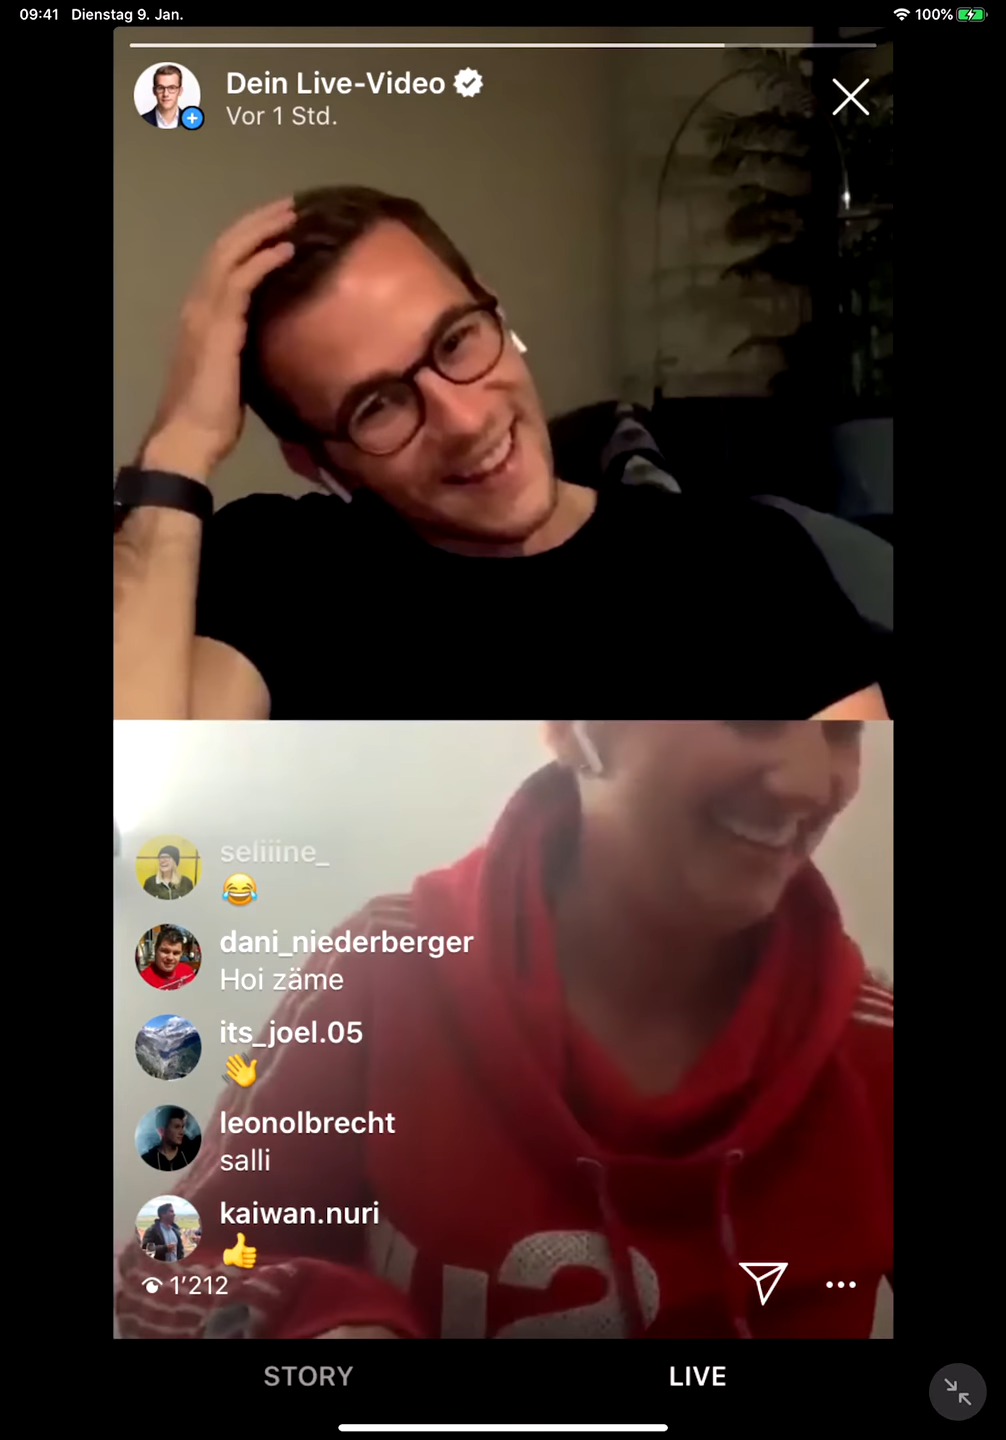 09:41 Dienstag 9. Jan.
100%
Dein Live-Video
Vor 1 Std.
seliiine_
😂
dani_niederberger
Hoi zäme
its_joel.05
👋
leonolbrecht
salli
kaiwan.nuri
👍
1’212
STORY
LIVE